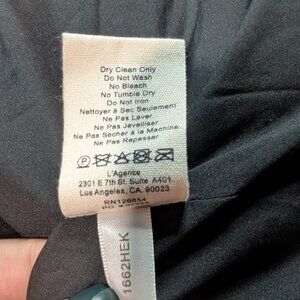 Dry Clean Only
Do Not Wash
No Bleach
No Tumble Dry
Do Not Iron
Nettoyer à Sec Seulement
Ne Pas Laver
Ne Pas Javelliser
Ne Pas Sécher à la Machine
Ne Pas Repasser
L'Agence
2301 E 7th St. Suite A401
Los Angeles, CA. 90023
RN126654
1662HEK